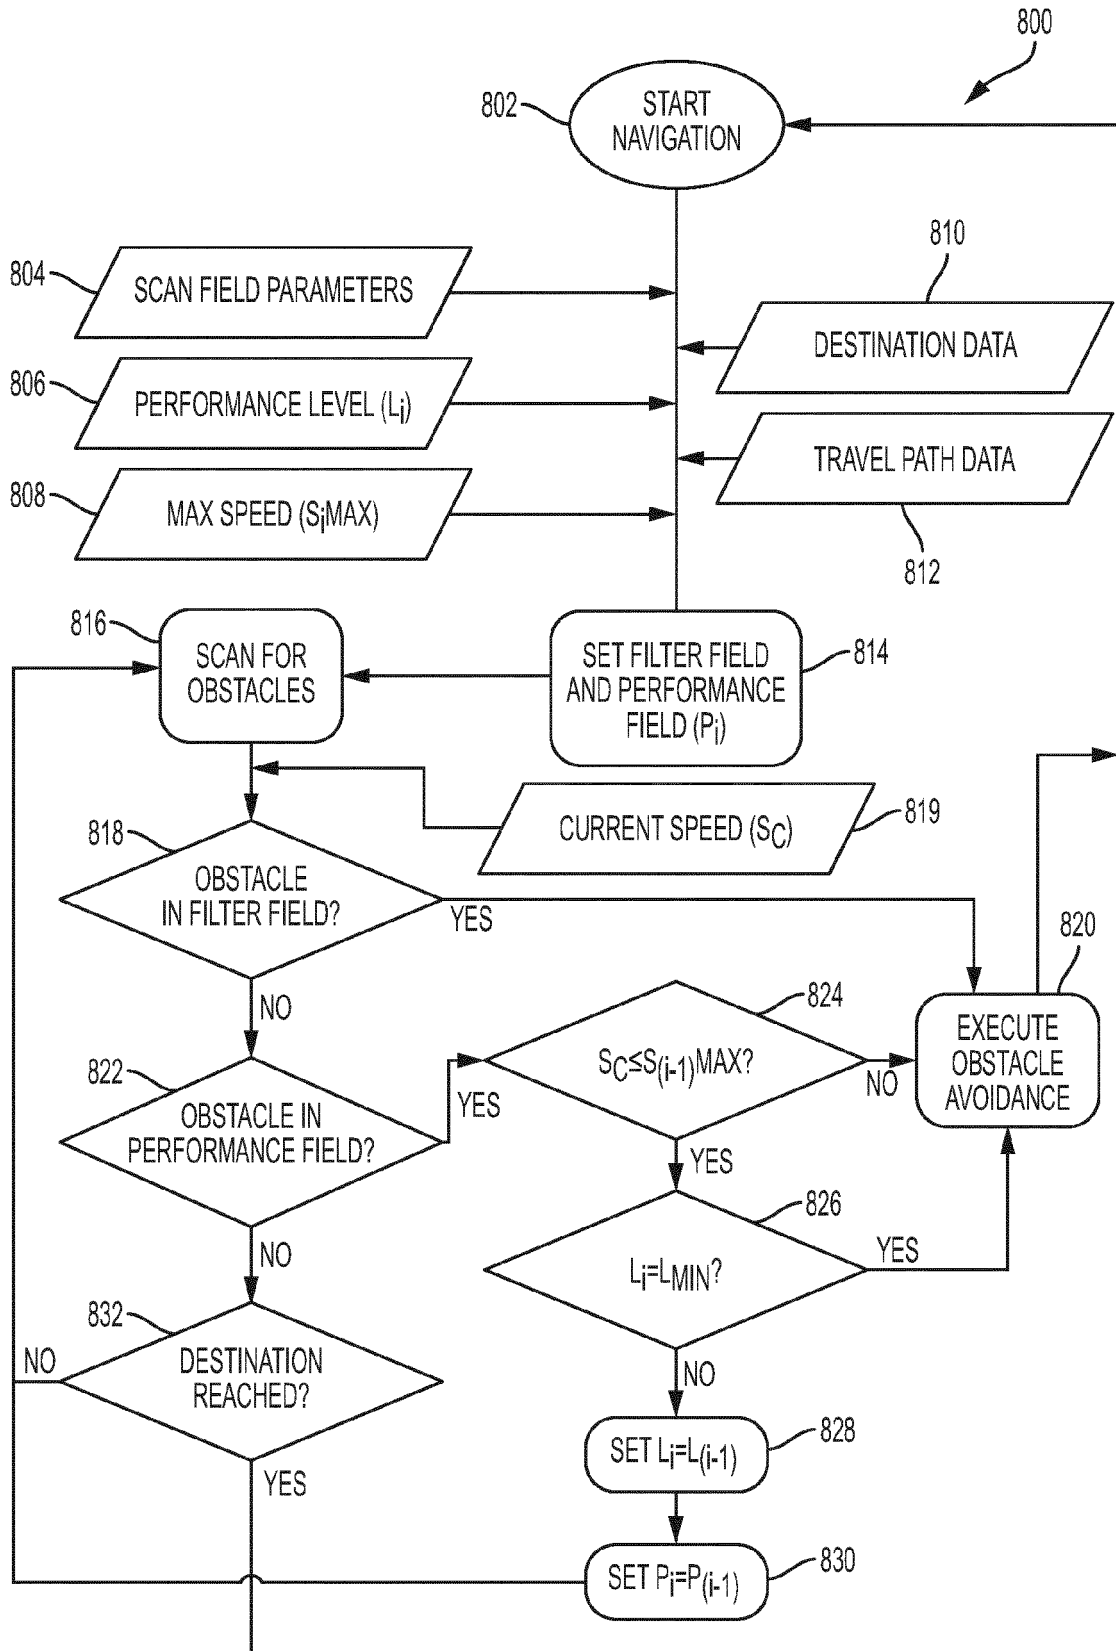 800
802
START
NAVIGATION
804
SCAN FIELD PARAMETERS
810
DESTINATION DATA
806
PERFORMANCE LEVEL (Li)
TRAVEL PATH DATA
812
808
MAX SPEED (SiMAX)
816
SCAN FOR
OBSTACLES
SET FILTER FIELD
AND PERFORMANCE
FIELD (Pi)
814
CURRENT SPEED (SC)
819
818
OBSTACLE
IN FILTER FIELD?
YES
NO
820
EXECUTE
OBSTACLE
AVOIDANCE
822
OBSTACLE IN
PERFORMANCE FIELD?
YES
NO
824
SC≤S(i-1)MAX?
NO
YES
826
Li=LMIN?
YES
NO
832
DESTINATION
REACHED?
NO
YES
828
SET Li=L(i-1)
830
SET Pi=P(i-1)